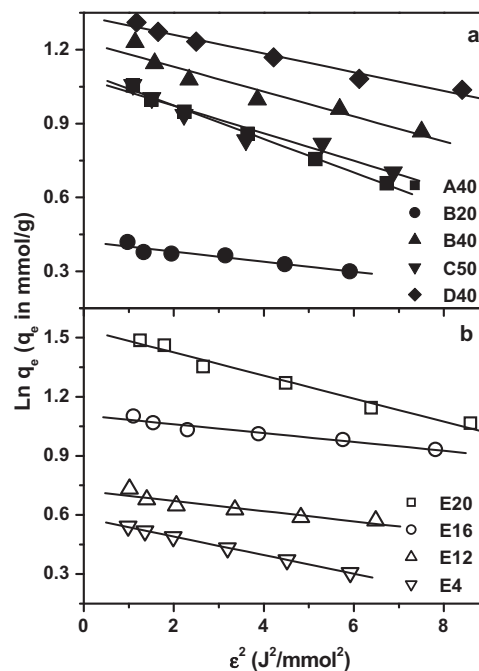 a
1.2
0.9
0.6
0.3
A40
B20
B40
C50
D40
Ln qe (qe in mmol/g)
b
1.5
1.2
0.9
0.6
0.3
E20
E16
E12
E4
0 2 4 6 8
ε² (J²/mmol²)